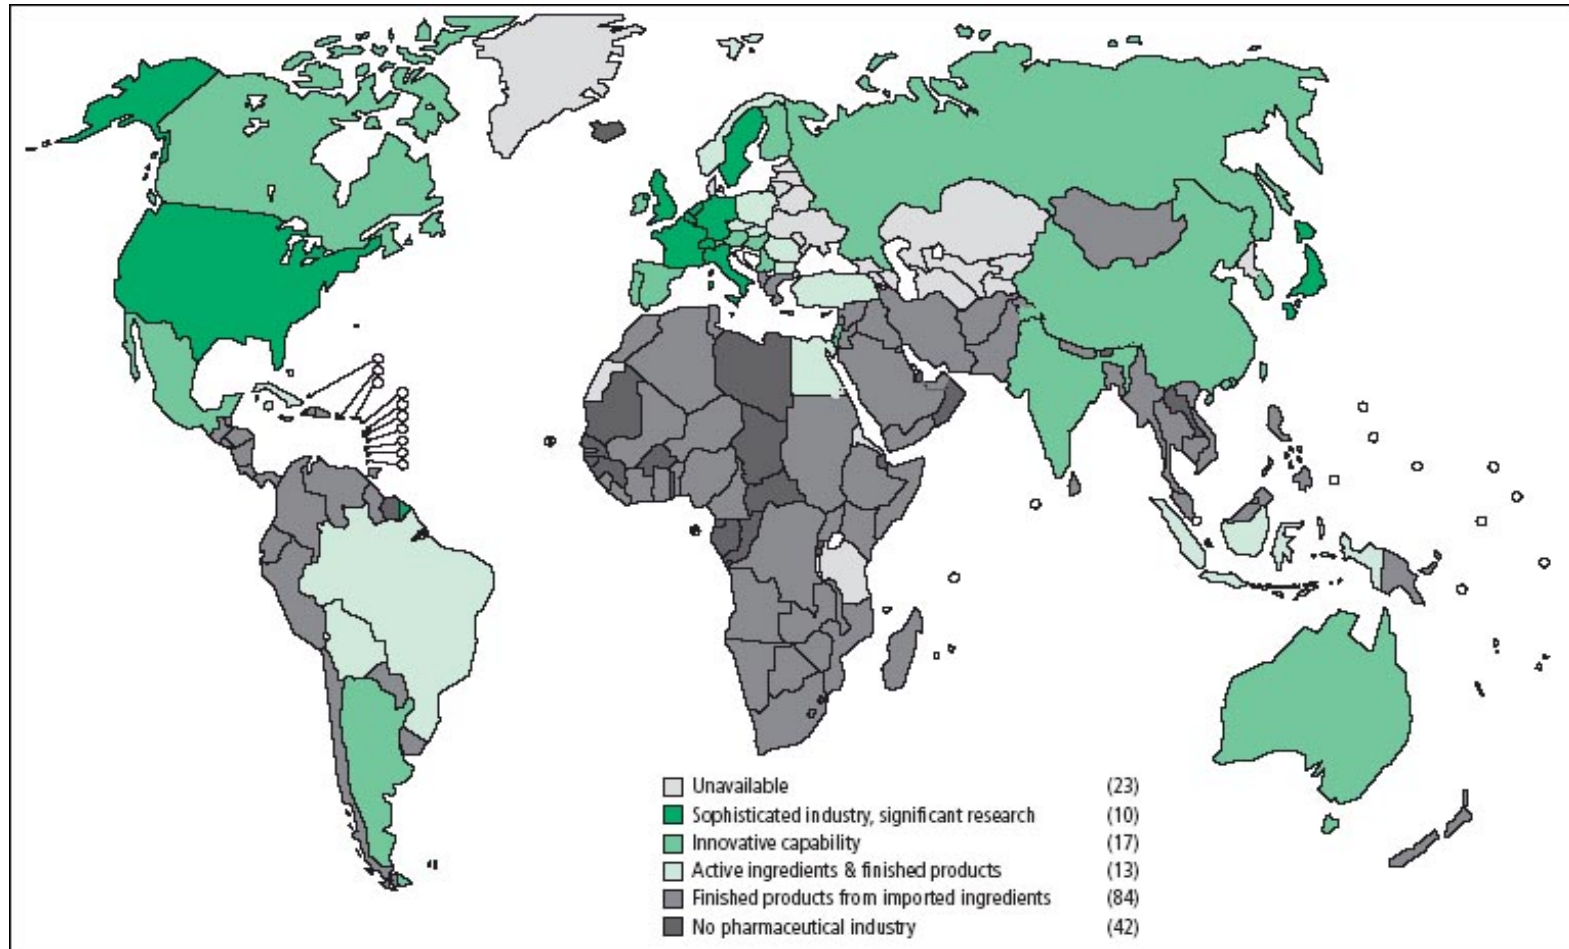 Unavailable (23)
Sophisticated industry, significant research (10)
Innovative capability (17)
Active ingredients & finished products (13)
Finished products from imported ingredients (84)
No pharmaceutical industry (42)